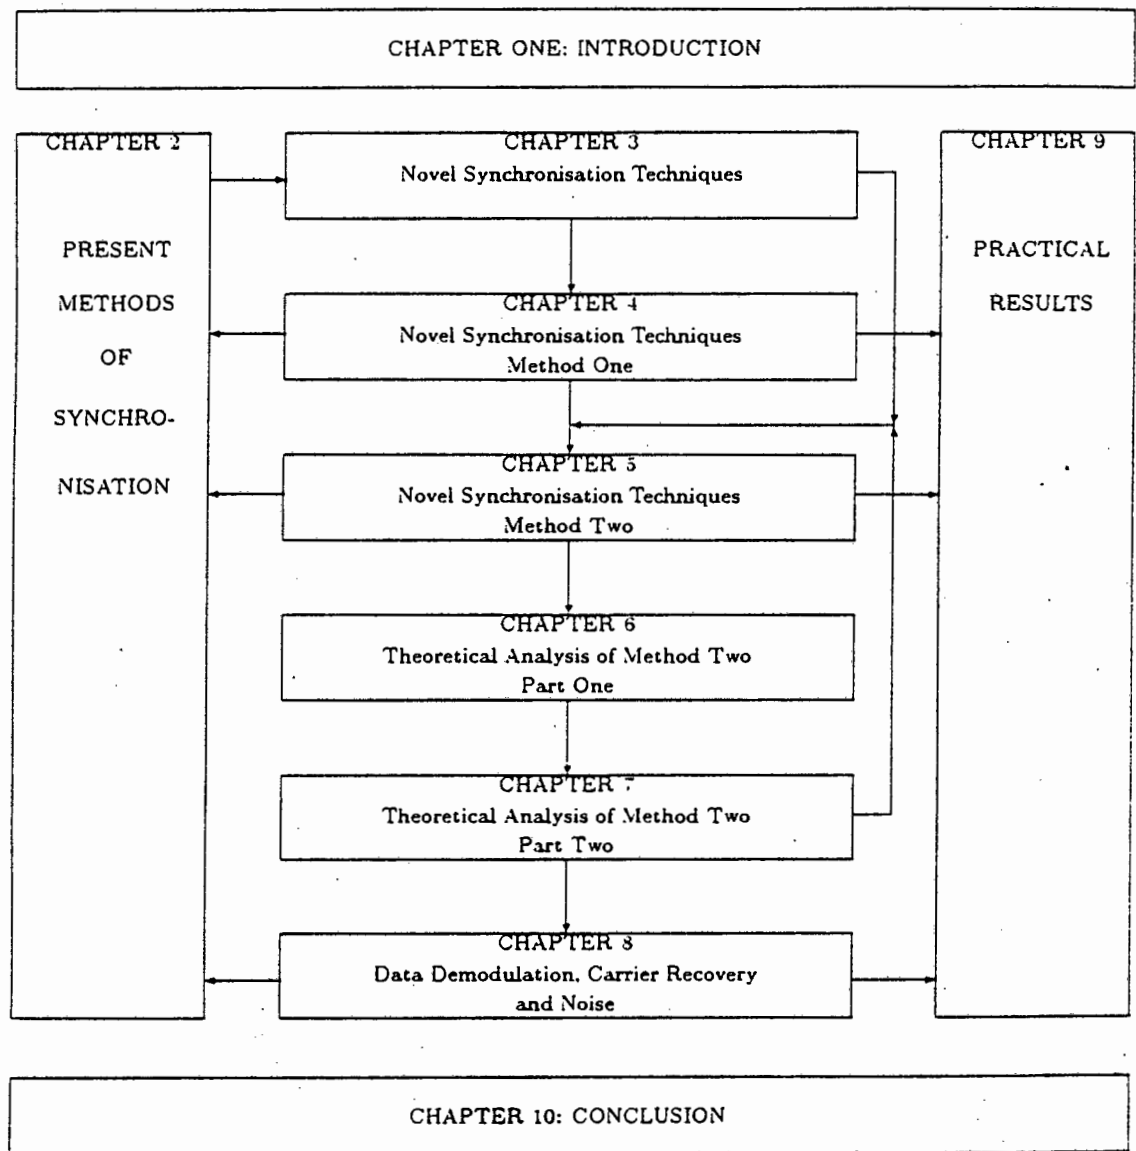 CHAPTER ONE: INTRODUCTION
CHAPTER 2
PRESENT
METHODS
OF
SYNCHRO-
NISATION
CHAPTER 3
Novel Synchronisation Techniques
CHAPTER 4
Novel Synchronisation Techniques
Method One
CHAPTER 5
Novel Synchronisation Techniques
Method Two
CHAPTER 6
Theoretical Analysis of Method Two
Part One
CHAPTER 7
Theoretical Analysis of Method Two
Part Two
CHAPTER 8
Data Demodulation, Carrier Recovery
and Noise
CHAPTER 9
PRACTICAL
RESULTS
CHAPTER 10: CONCLUSION